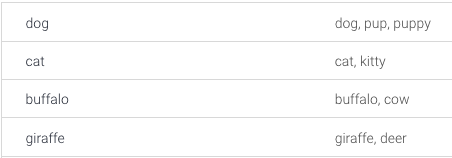 dog dog, pup, puppy
cat cat, kitty
buffalo buffalo, cow
giraffe giraffe, deer